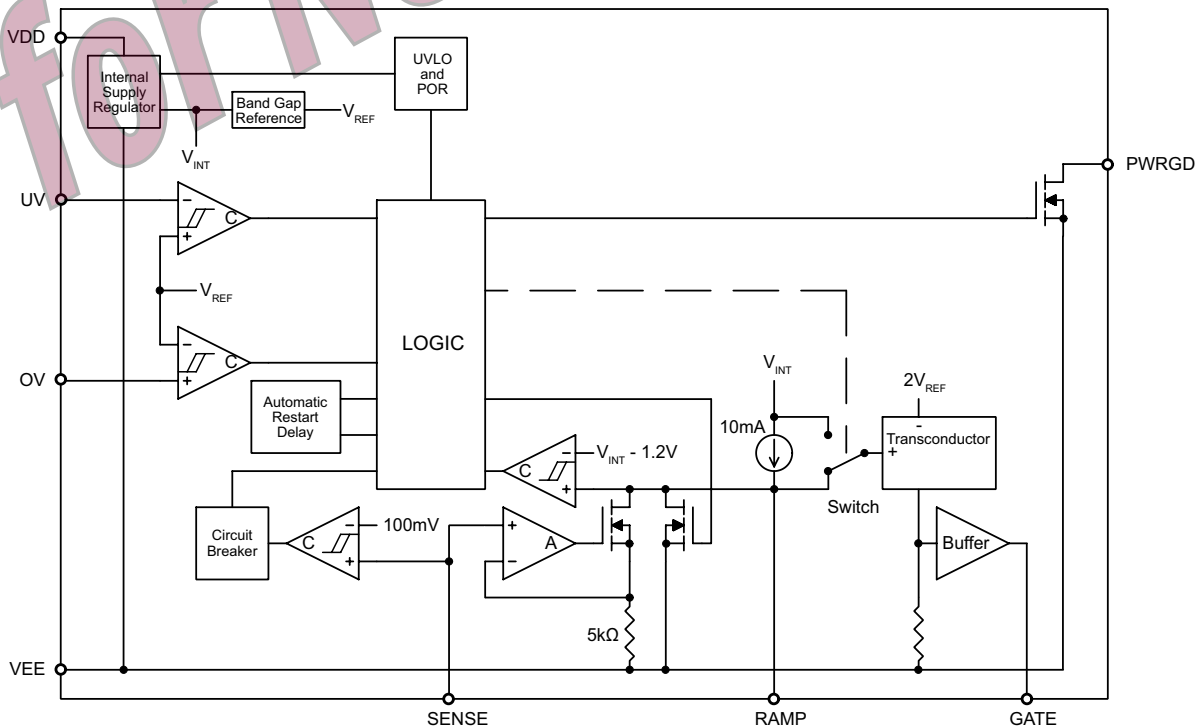 for N
VDD
Internal
Supply
Regulator
UVLO
and
POR
Band Gap
Reference
VREF
VINT
PWRGD
UV
−
C
+
VREF
LOGIC
−
C
+
OV
Automatic
Restart
Delay
VINT
2VREF
10mA
-
Transconductor
+
Switch
−
VINT - 1.2V
C
+
Circuit
Breaker
C
−
100mV
+
+
A
−
Buffer
5kΩ
VEE
SENSE
RAMP
GATE